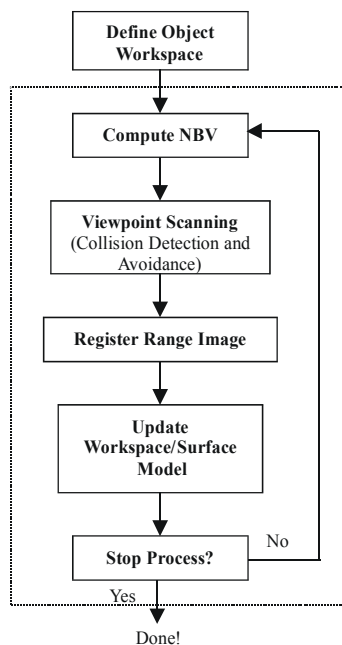 Define Object
Workspace
Compute NBV
Viewpoint Scanning
(Collision Detection and
Avoidance)
Register Range Image
Update
Workspace/Surface
Model
Stop Process?
No
Yes
Done!